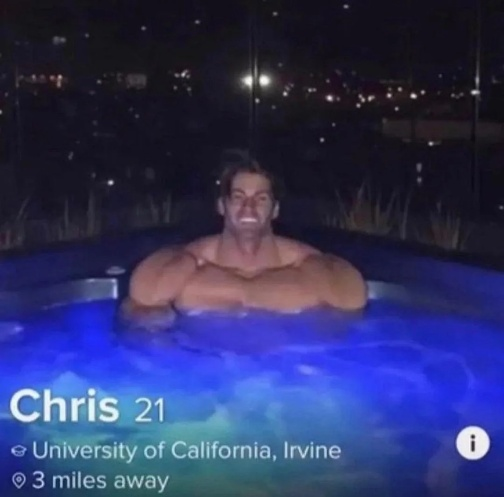 Chris 21
University of California, Irvine
3 miles away